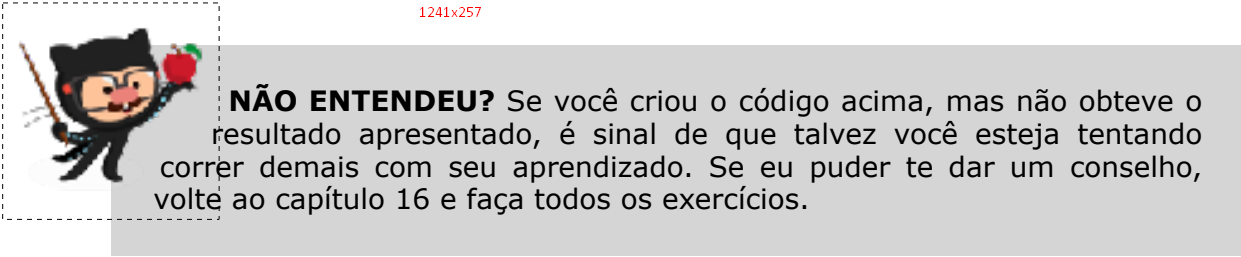 1241x257
NÃO ENTENDEU? Se você criou o código acima, mas não obteve o
resultado apresentado, é sinal de que talvez você esteja tentando
correr demais com seu aprendizado. Se eu puder te dar um conselho,
volte ao capítulo 16 e faça todos os exercícios.